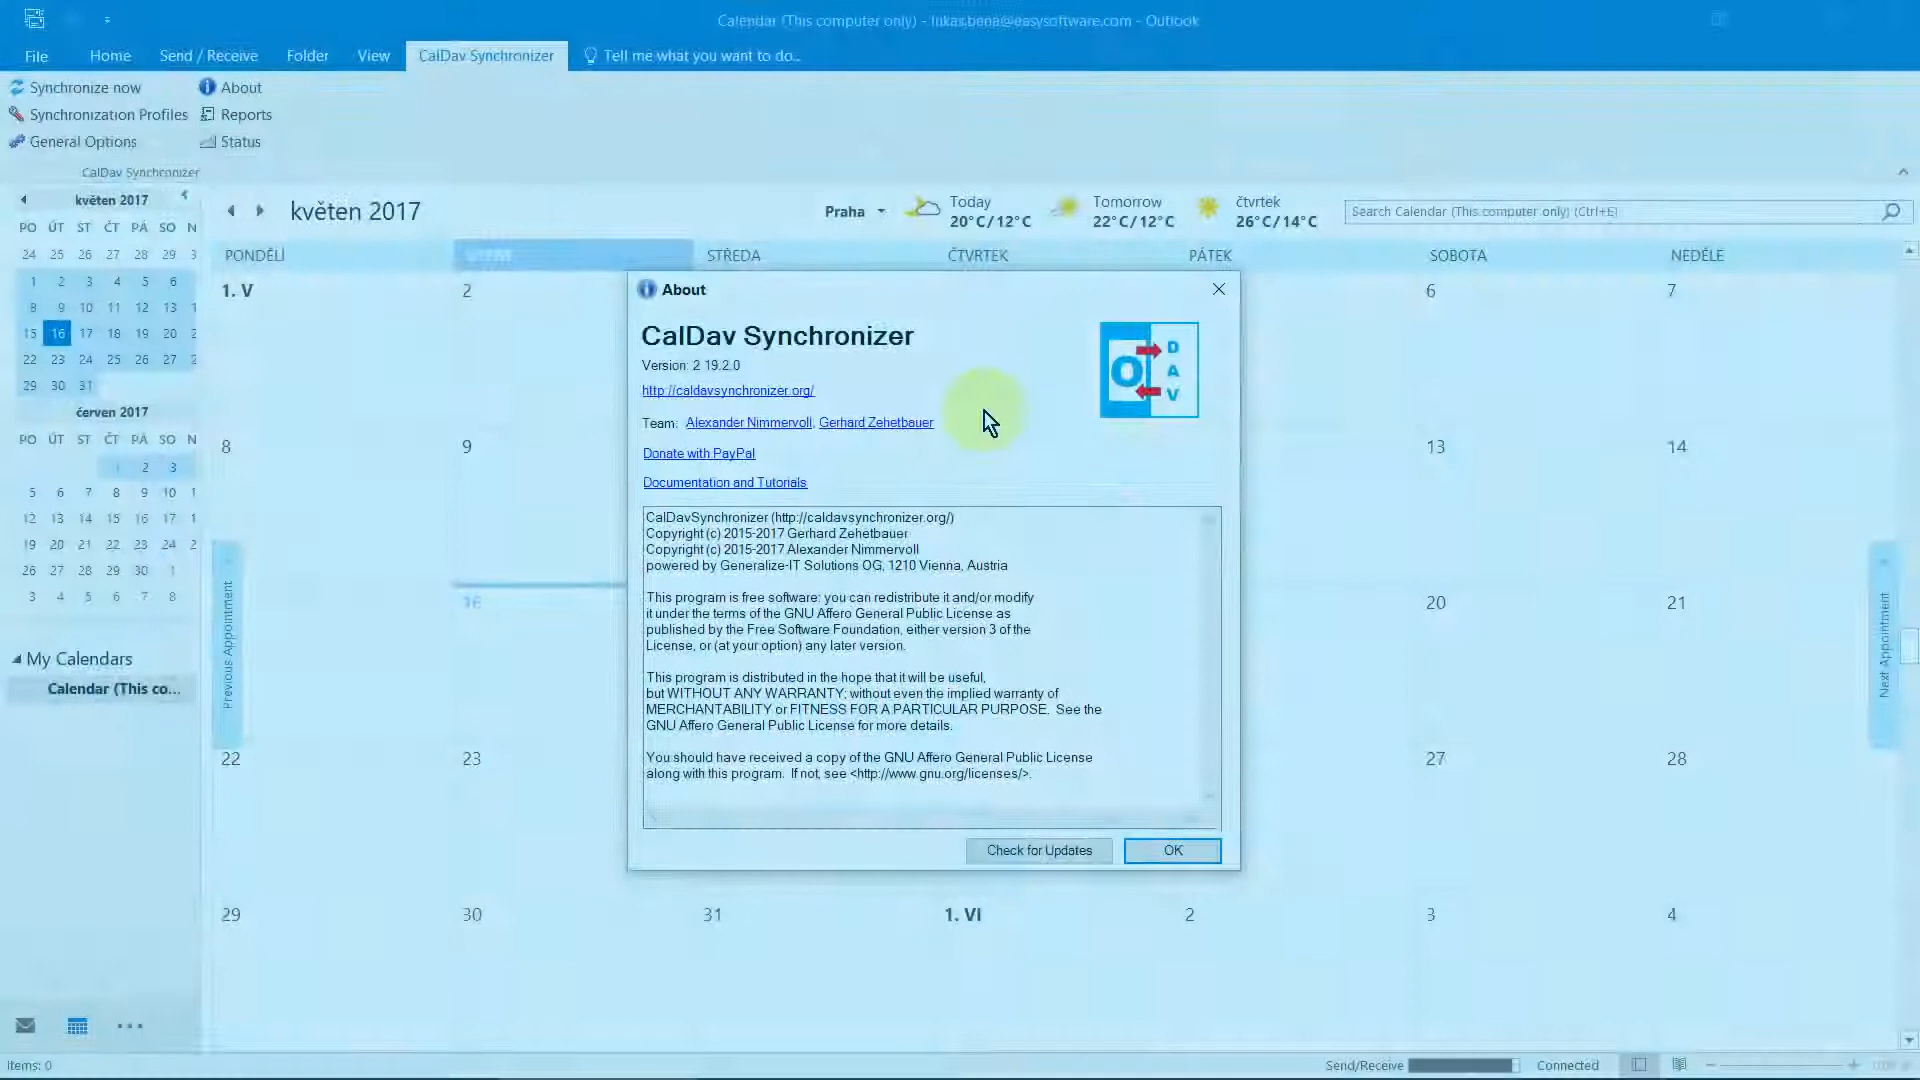 Calendar (This computer only) - lukas.bena@easysoftware.com - Outlook
File Home Send / Receive Folder View CalDav Synchronizer Tell me what you want to do...
Synchronize now About
Synchronization Profiles Reports
General Options Status
CalDav Synchronizer
květen 2017
PO ÚT ST ČT PÁ SO N
24 25 26 27 28 29 3
1 2 3 4 5 6
8 9 10 11 12 13 1
15 16 17 18 19 20 2
22 23 24 25 26 27 2
29 30 31
červen 2017
PO ÚT ST ČT PÁ SO N
1 2 3
5 6 7 8 9 10 1
12 13 14 15 16 17 1
19 20 21 22 23 24 2
26 27 28 29 30 1
3 4 5 6 7 8
My Calendars
Calendar (This co...
květen 2017
Praha
Today
20°C/12°C
Tomorrow
22°C/12°C
čtvrtek
26°C/14°C
Search Calendar (This computer only) (Ctrl+E)
PONDĚLÍ STŘEDA ČTVRTEK PÁTEK SOBOTA NEDĚLE
1. V 2 6 7
8 9 13 14
16 20 21
22 23 27 28
29 30 31 1. VI 2 3 4
Previous Appointment
Next Appointment
About
CalDav Synchronizer
Version: 2 19.2.0
http://caldavsynchronizer.org/
Team: Alexander Nimmervoll, Gerhard Zehetbauer
Donate with PayPal
Documentation and Tutorials
CalDavSynchronizer (http://caldavsynchronizer.org/)
Copyright (c) 2015-2017 Gerhard Zehetbauer
Copyright (c) 2015-2017 Alexander Nimmervoll
powered by Generalize-IT Solutions OG, 1210 Vienna, Austria
This program is free software: you can redistribute it and/or modify
it under the terms of the GNU Affero General Public License as
published by the Free Software Foundation, either version 3 of the
License, or (at your option) any later version.
This program is distributed in the hope that it will be useful,
but WITHOUT ANY WARRANTY; without even the implied warranty of
MERCHANTABILITY or FITNESS FOR A PARTICULAR PURPOSE. See the
GNU Affero General Public License for more details.
You should have received a copy of the GNU Affero General Public License
along with this program. If not, see <http://www.gnu.org/licenses/>.
O
D
A
V
Check for Updates OK
Items: 0
Send/Receive Connected